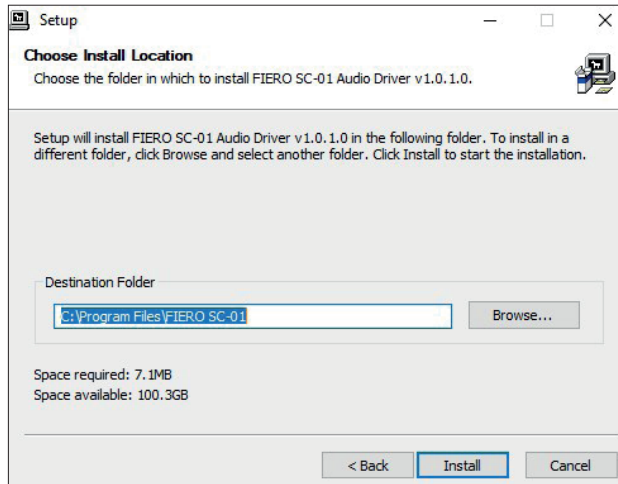 Setup
Choose Install Location
Choose the folder in which to install FIERO SC-01 Audio Driver v1.0.1.0.
Setup will install FIERO SC-01 Audio Driver v1.0.1.0 in the following folder. To install in a
different folder, click Browse and select another folder. Click Install to start the installation.
Destination Folder
C:\Program Files\FIERO SC-01
Browse...
Space required: 7.1MB
Space available: 100.3GB
< Back
Install
Cancel